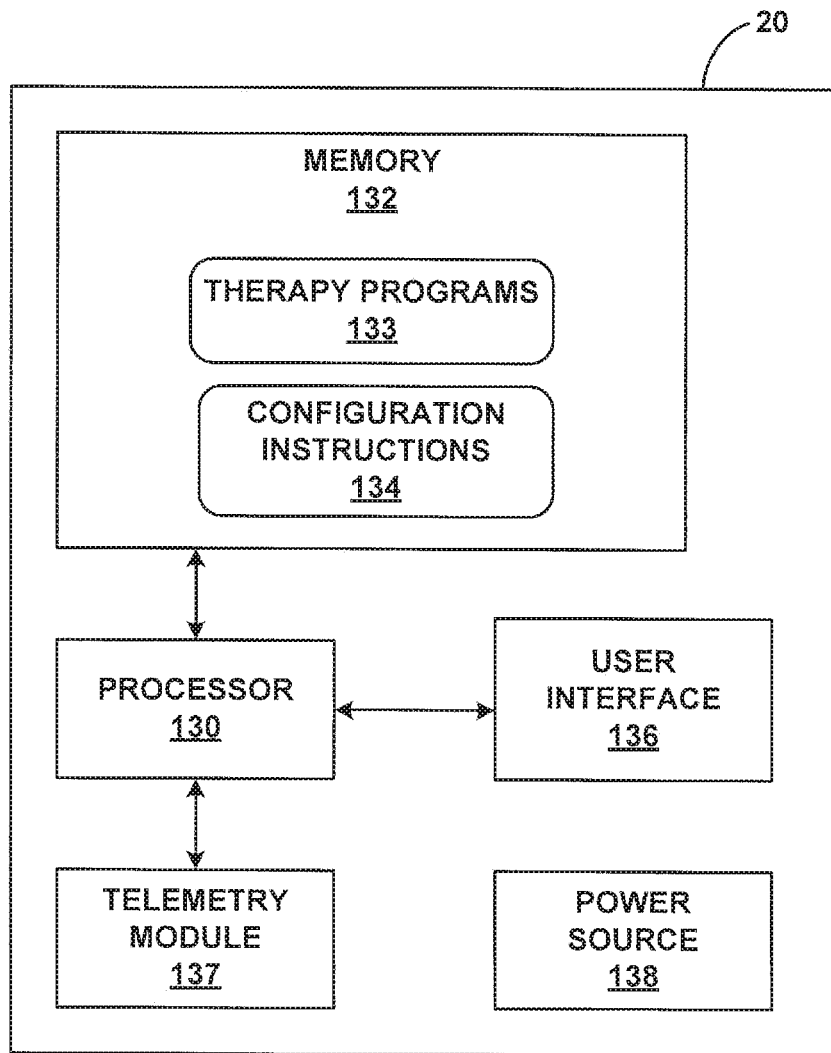 20
MEMORY
132
THERAPY PROGRAMS
133
CONFIGURATION
INSTRUCTIONS
134
PROCESSOR
130
USER
INTERFACE
136
TELEMETRY
MODULE
137
POWER
SOURCE
138